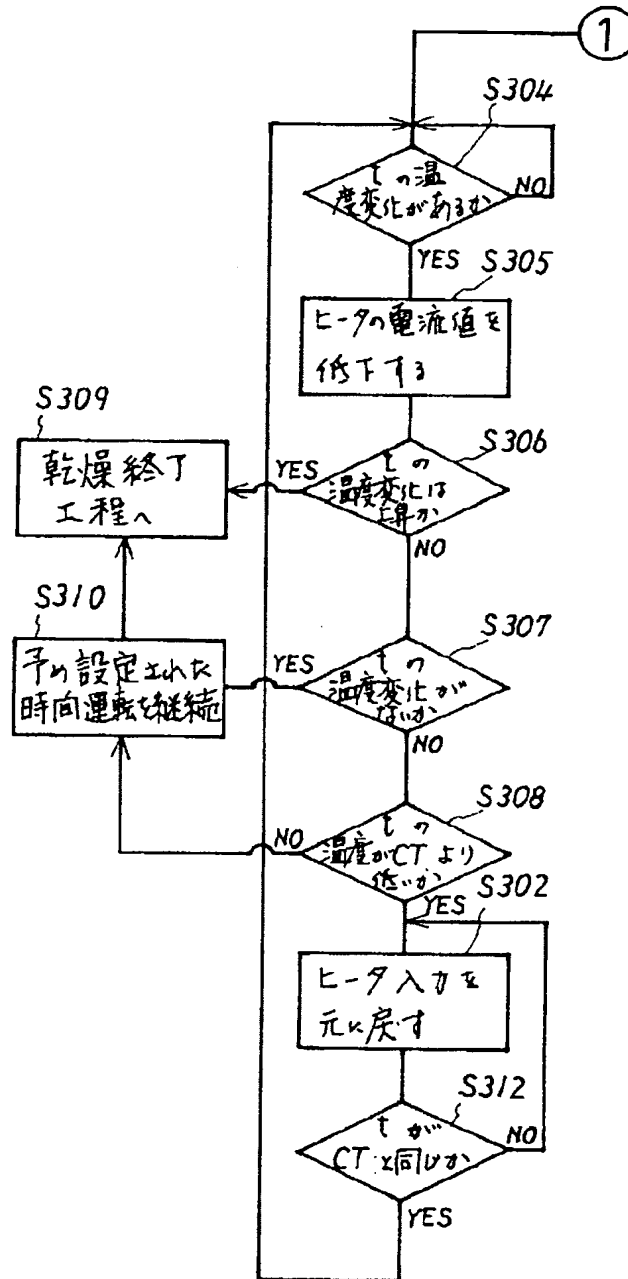 1
S304
tの温
度変化があるか
NO
YES
S305
ヒータの電流値を
低下する
S309
乾燥終了
工程へ
YES
S306
tの
温度変化は
上昇か
NO
S310
予め設定された
時間運転を継続
YES
S307
tの
温度変化が
ないか
NO
S308
NO
tの
温度がCTより
低いか
YES
S302
ヒータ入力を
元に戻す
S312
tが
CTと同じか
NO
YES